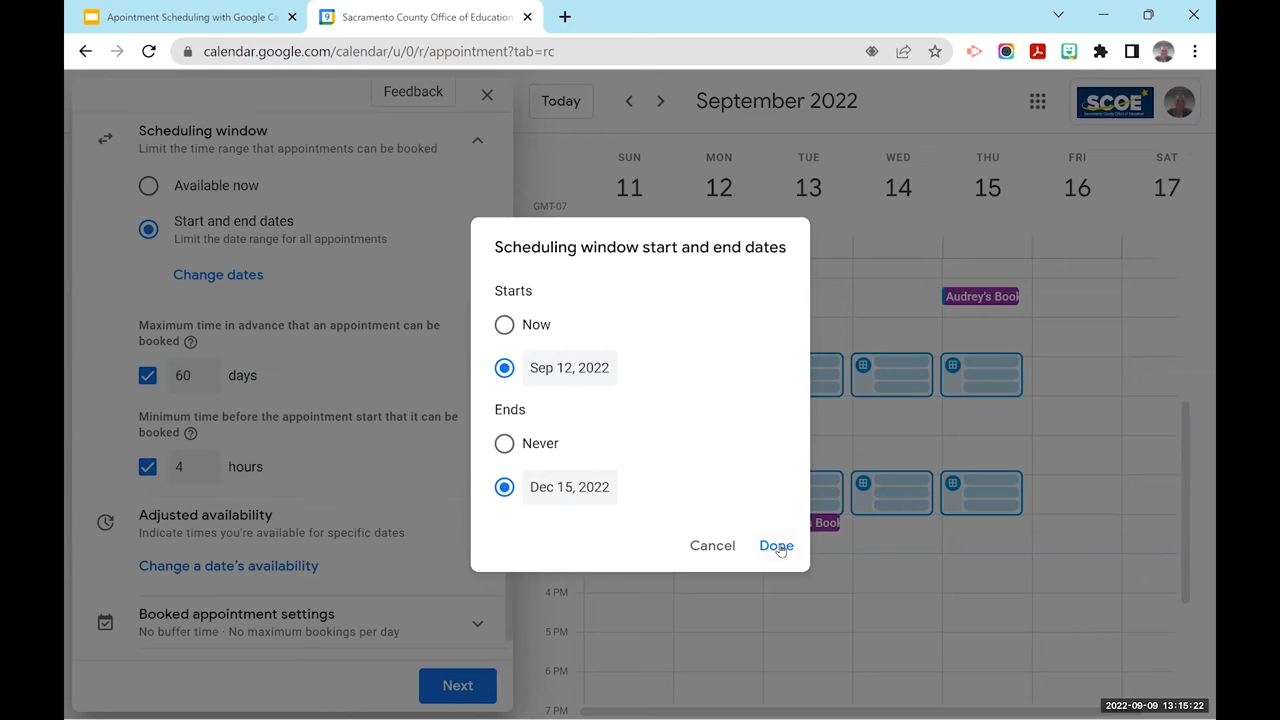 Apointment Scheduling with Google Ca
Sacramento County Office of Education
calendar.google.com/calendar/u/0/r/appointment?tab=rc
Feedback
Scheduling window
Limit the time range that appointments can be booked
Available now
Start and end dates
Limit the date range for all appointments
Change dates
Maximum time in advance that an appointment can be
booked
60 days
Minimum time before the appointment start that it can be
booked
4 hours
Adjusted availability
Indicate times you're available for specific dates
Change a date's availability
Booked appointment settings
No buffer time · No maximum bookings per day
Next
Today
September 2022
SCOE
SUN MON TUE WED THU FRI SAT
11 12 13 14 15 16 17
GMT-07
Audrey's Book
s Book
4 PM
5 PM
6 PM
7 PM
Scheduling window start and end dates
Starts
Now
Sep 12, 2022
Ends
Never
Dec 15, 2022
Cancel Done
2022-09-09 13:15:22